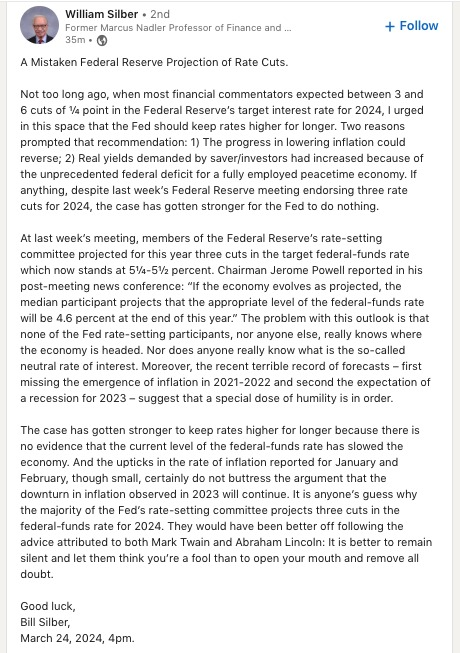 William Silber • 2nd
Former Marcus Nadler Professor of Finance and ...
35m •
+ Follow
A Mistaken Federal Reserve Projection of Rate Cuts.
Not too long ago, when most financial commentators expected between 3 and
6 cuts of ¼ point in the Federal Reserve's target interest rate for 2024, I urged
in this space that the Fed should keep rates higher for longer. Two reasons
prompted that recommendation: 1) The progress in lowering inflation could
reverse; 2) Real yields demanded by saver/investors had increased because of
the unprecedented federal deficit for a fully employed peacetime economy. If
anything, despite last week's Federal Reserve meeting endorsing three rate
cuts for 2024, the case has gotten stronger for the Fed to do nothing.
At last week's meeting, members of the Federal Reserve's rate-setting
committee projected for this year three cuts in the target federal-funds rate
which now stands at 5¼-5½ percent. Chairman Jerome Powell reported in his
post-meeting news conference: "If the economy evolves as projected, the
median participant projects that the appropriate level of the federal-funds rate
will be 4.6 percent at the end of this year." The problem with this outlook is that
none of the Fed rate-setting participants, nor anyone else, really knows where
the economy is headed. Nor does anyone really know what is the so-called
neutral rate of interest. Moreover, the recent terrible record of forecasts – first
missing the emergence of inflation in 2021-2022 and second the expectation of
a recession for 2023 – suggest that a special dose of humility is in order.
The case has gotten stronger to keep rates higher for longer because there is
no evidence that the current level of the federal-funds rate has slowed the
economy. And the upticks in the rate of inflation reported for January and
February, though small, certainly do not buttress the argument that the
downturn in inflation observed in 2023 will continue. It is anyone's guess why
the majority of the Fed's rate-setting committee projects three cuts in the
federal-funds rate for 2024. They would have been better off following the
advice attributed to both Mark Twain and Abraham Lincoln: It is better to remain
silent and let them think you're a fool than to open your mouth and remove all
doubt.
Good luck,
Bill Silber,
March 24, 2024, 4pm.